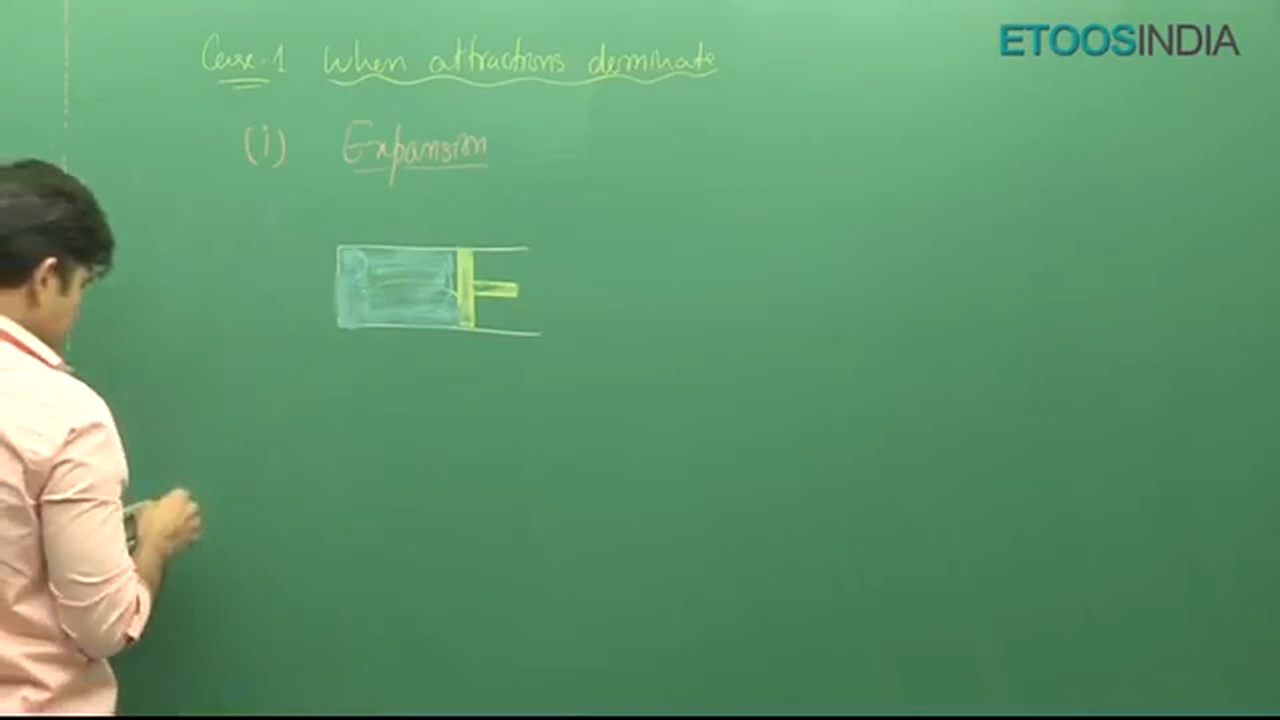 ETOOSINDIA
Case-1 When attractions dominate
(i) Expansion